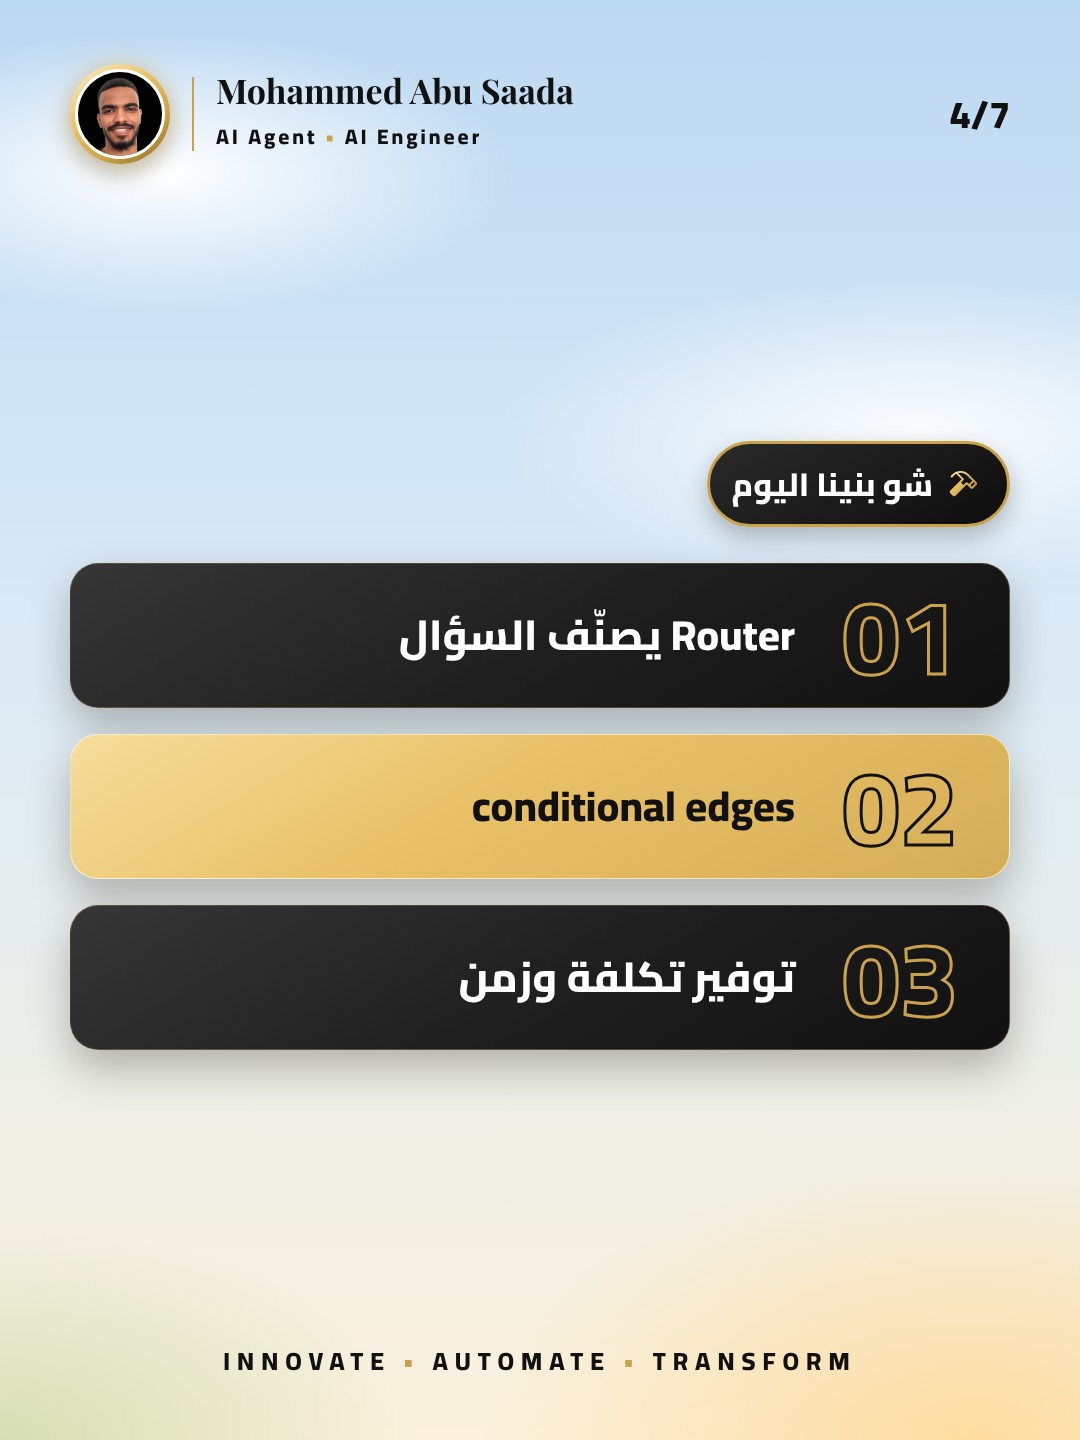 Mohammed Abu Saada
AI Agent ▪ AI Engineer
4/7
شو بنينا اليوم
01
Router يصنّف السؤال
02
conditional edges
03
توفير تكلفة وزمن
INNOVATE ▪ AUTOMATE ▪ TRANSFORM